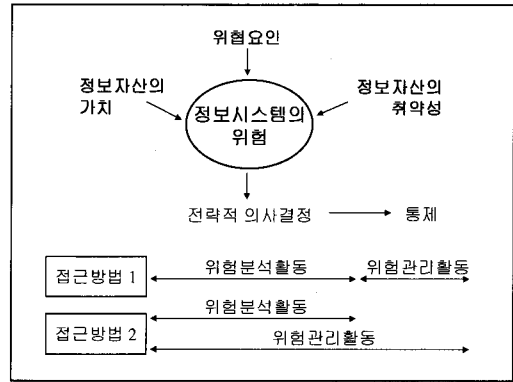 위협요인
정보자산의
가치
정보시스템의
위험
정보자산의
취약성
전략적 의사결정
통제
접근방법 1
위험분석활동
위험관리활동
접근방법 2
위험분석활동
위험관리활동